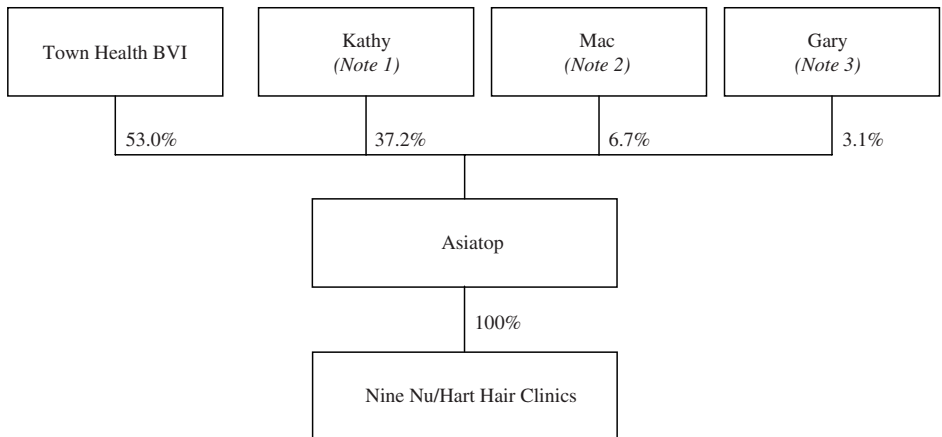 Town Health BVI
Kathy
(Note 1)
Mac
(Note 2)
Gary
(Note 3)
53.0%
37.2%
6.7%
3.1%
Asiatop
100%
Nine Nu/Hart Hair Clinics